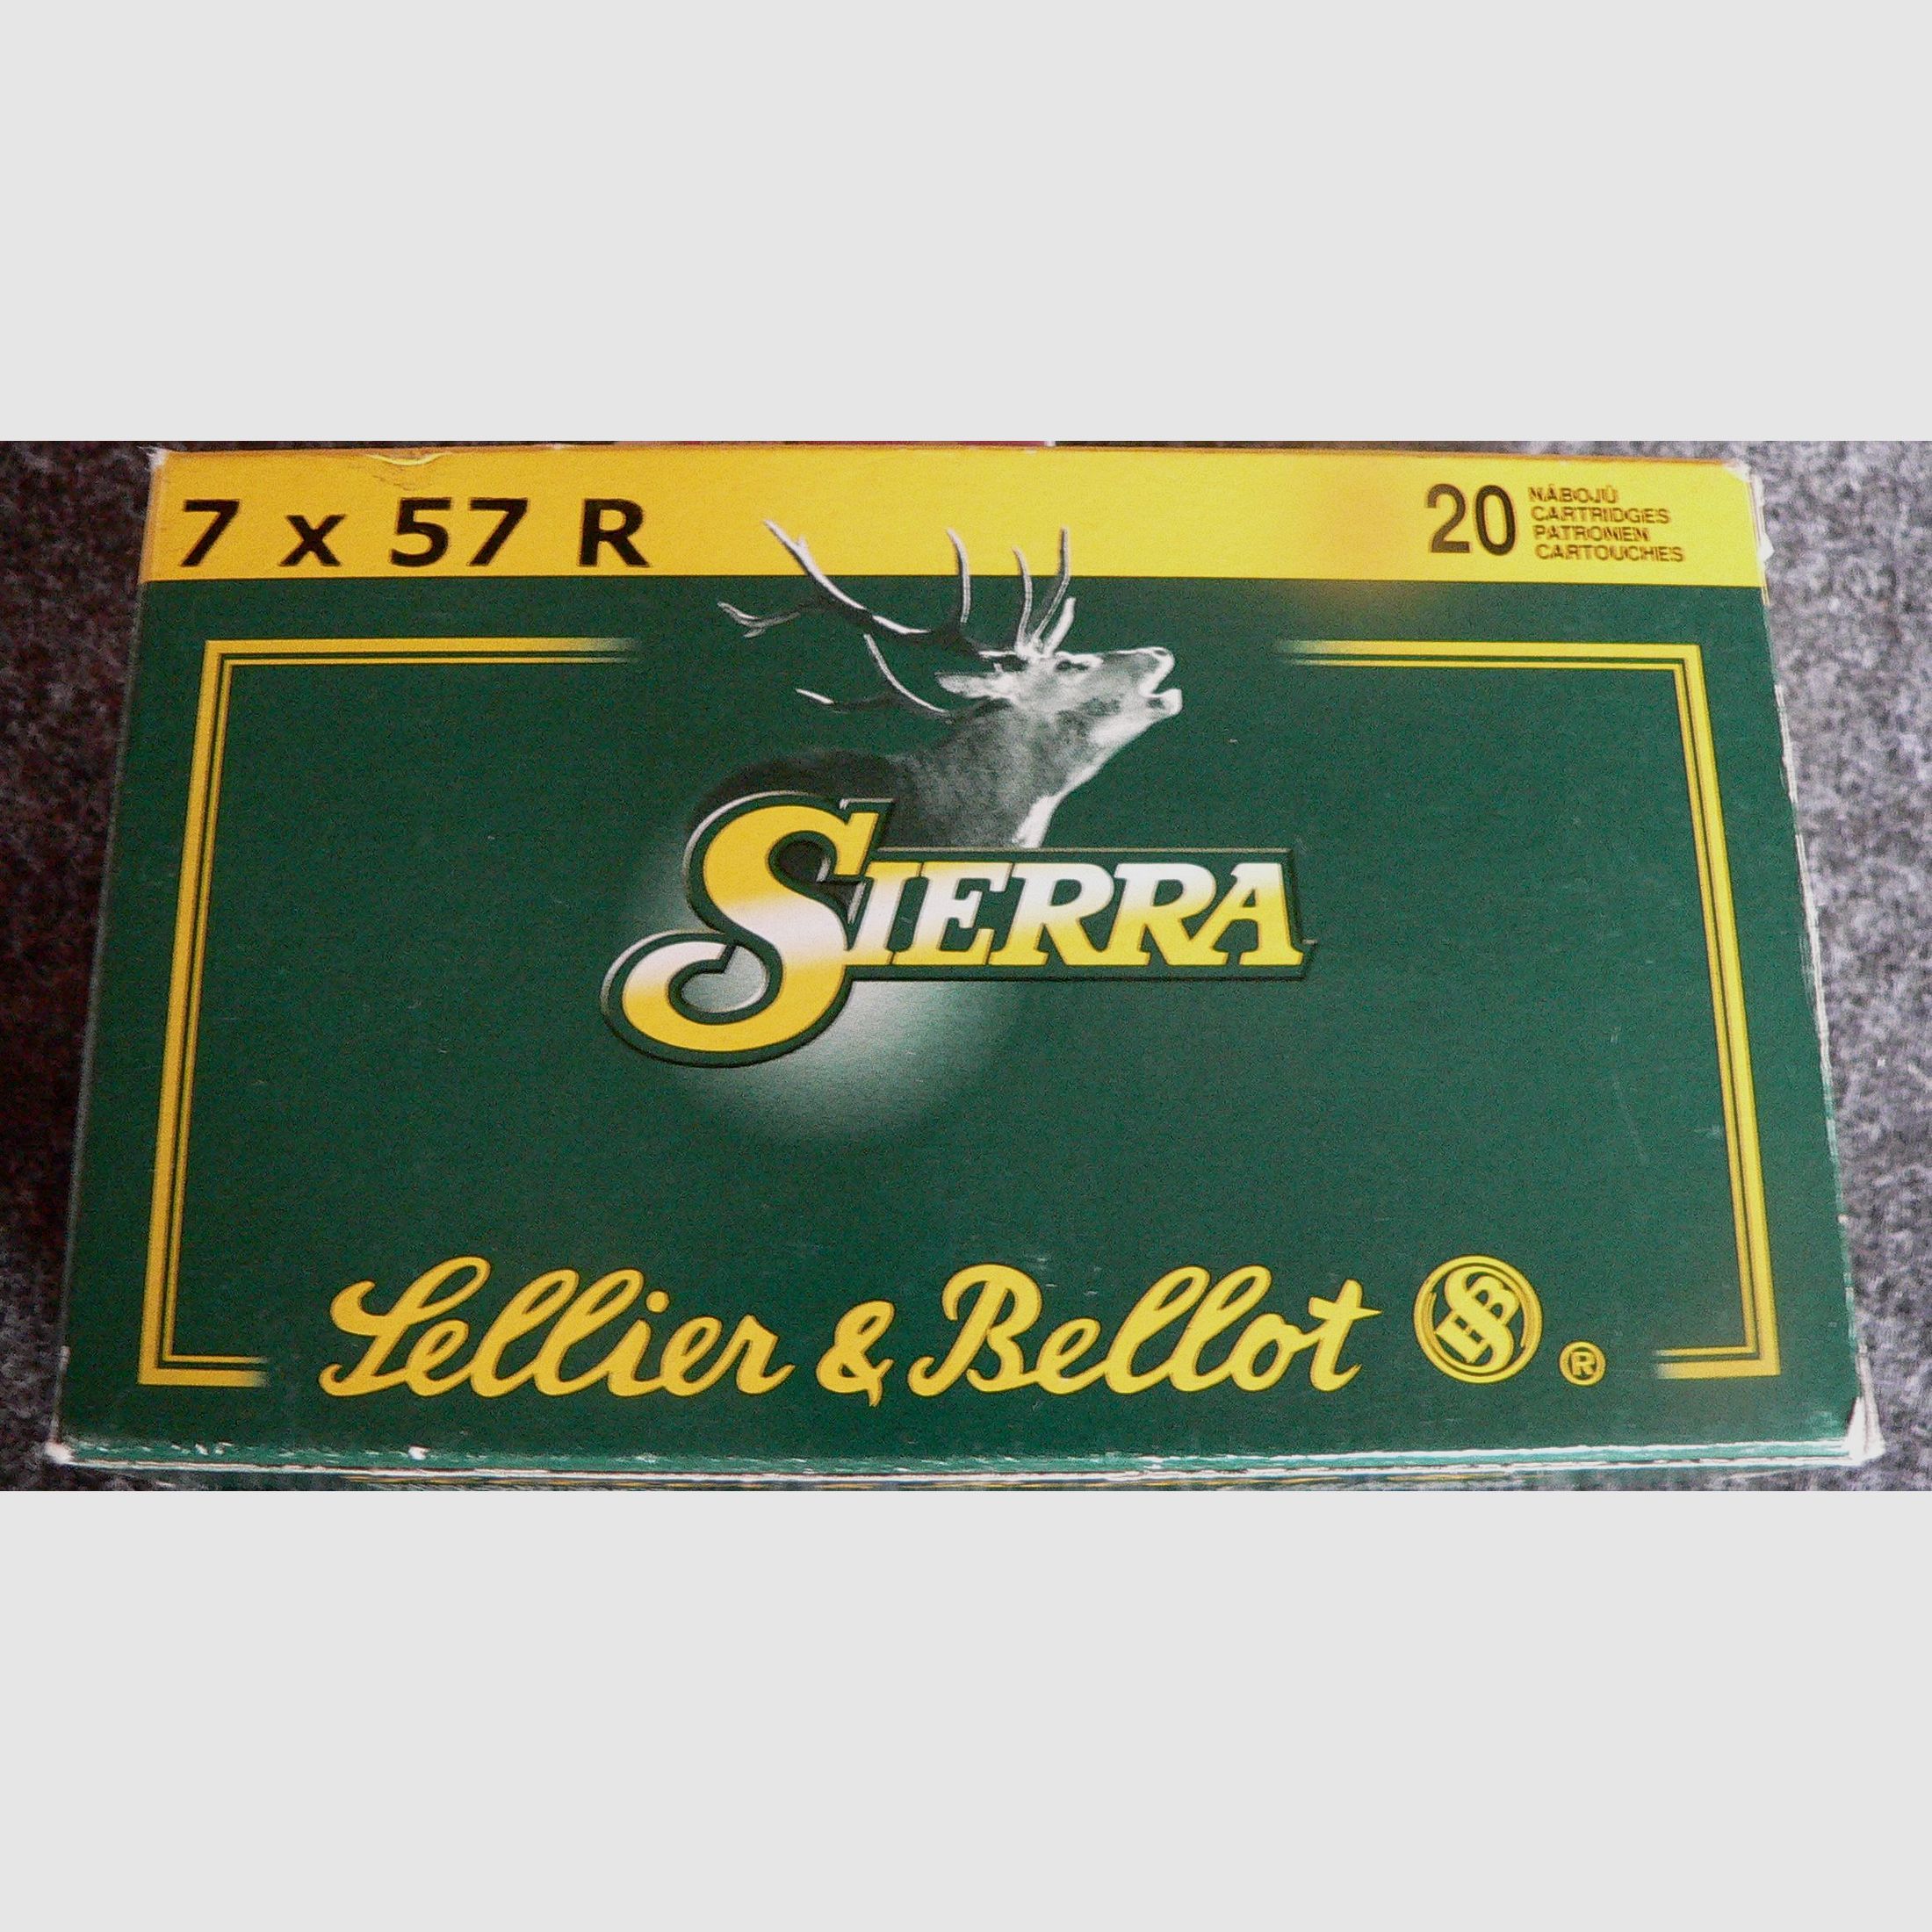 7 x 57 R
20 NÁBOJŮ
CARTRIDGES
PATRONEN
CARTOUCHES
SIERRA
Sellier & Bellot S&B ®